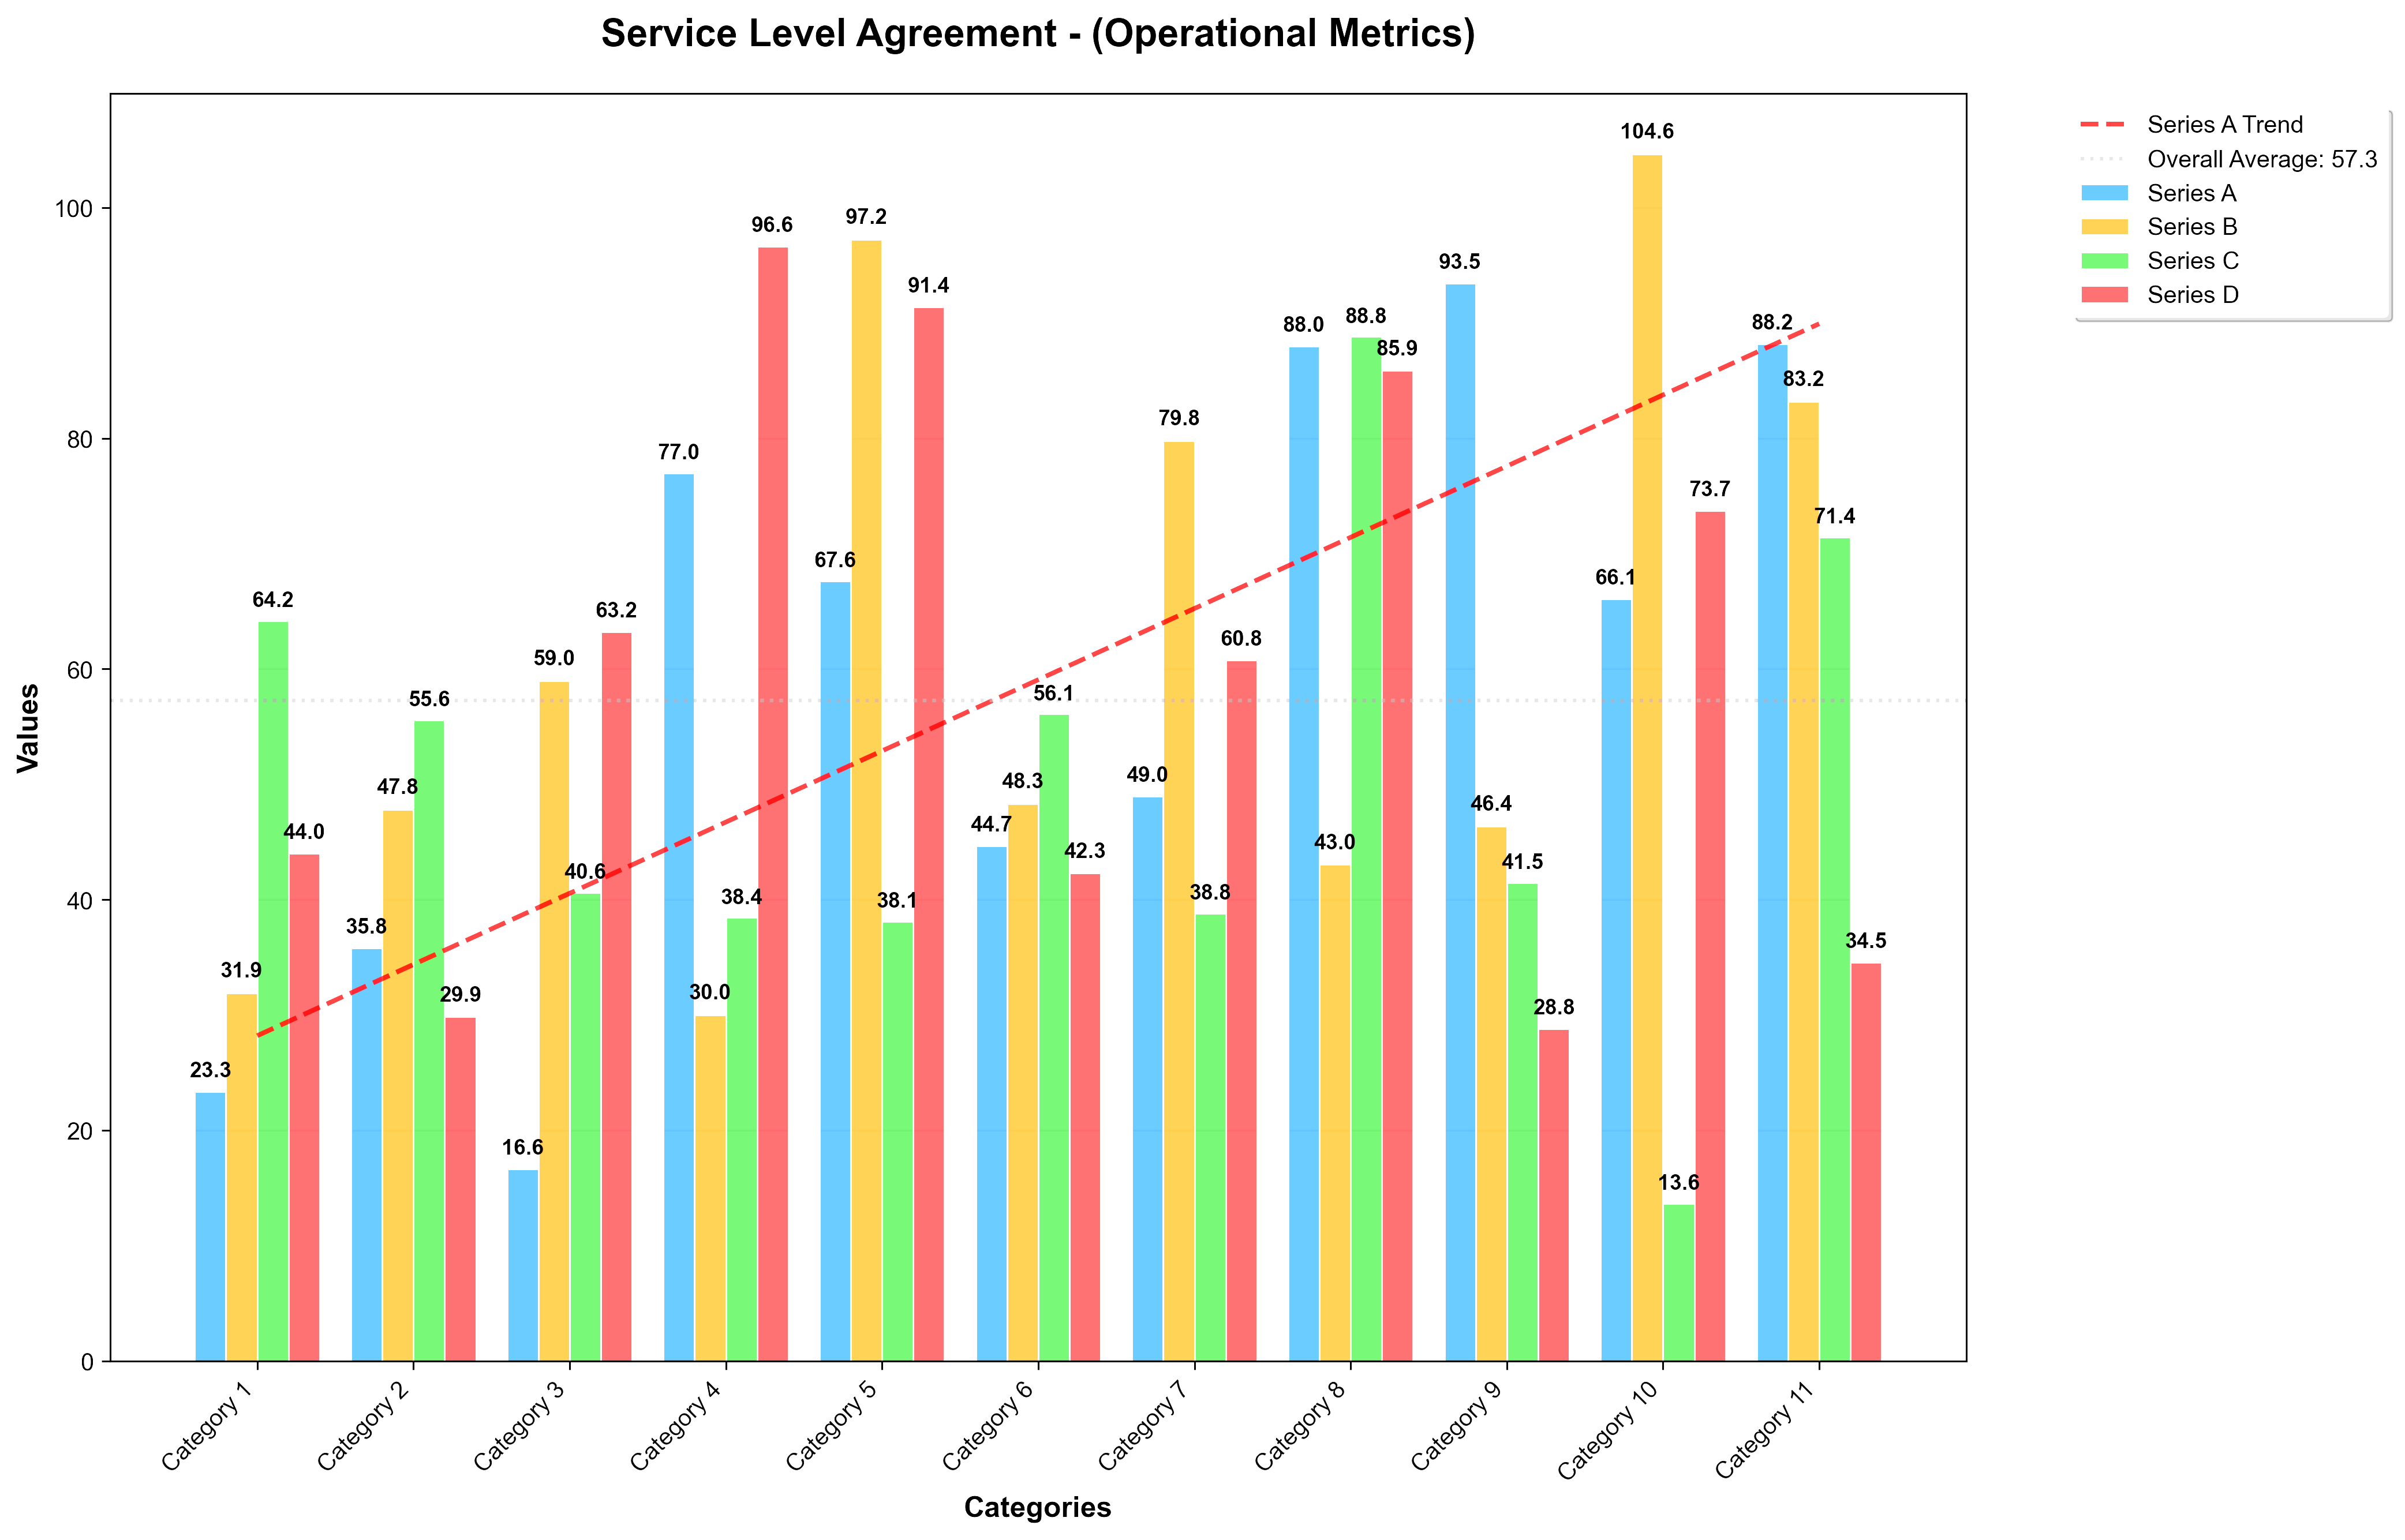 Service Level Agreement - (Operational Metrics)
Series A Trend
Overall Average: 57.3
Series A
Series B
Series C
Series D
Values
100
80
60
40
20
0
23.3
31.9
64.2
44.0
35.8
47.8
55.6
29.9
16.6
59.0
40.6
63.2
77.0
30.0
38.4
96.6
67.6
97.2
38.1
91.4
44.7
48.3
56.1
42.3
49.0
79.8
38.8
60.8
88.0
43.0
88.8
85.9
93.5
46.4
41.5
28.8
66.1
104.6
13.6
73.7
88.2
83.2
71.4
34.5
Category 1
Category 2
Category 3
Category 4
Category 5
Category 6
Category 7
Category 8
Category 9
Category 10
Category 11
Categories